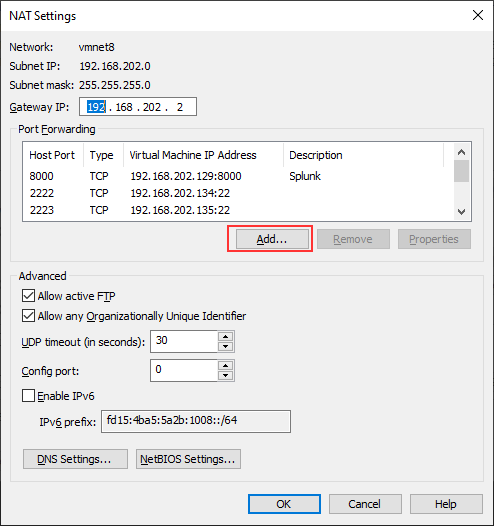 NAT Settings
Network: vmnet8
Subnet IP: 192.168.202.0
Subnet mask: 255.255.255.0
Gateway IP: 192 . 168 . 202 . 2
Port Forwarding
Host Port Type Virtual Machine IP Address Description
8000 TCP 192.168.202.129:8000 Splunk
2222 TCP 192.168.202.134:22
2223 TCP 192.168.202.135:22
Add... Remove Properties
Advanced
Allow active FTP
Allow any Organizationally Unique Identifier
UDP timeout (in seconds): 30
Config port: 0
Enable IPv6
IPv6 prefix: fd15:4ba5:5a2b:1008::/64
DNS Settings... NetBIOS Settings...
OK Cancel Help